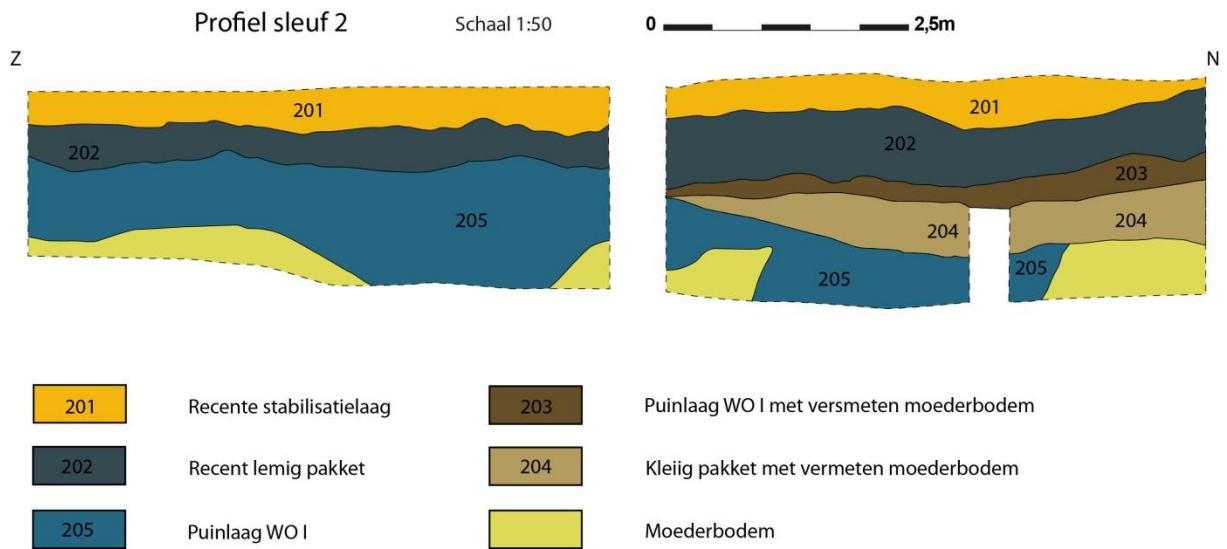 Profiel sleuf 2 Schaal 1:50 0 2,5m
Z N
201 201
202 202
203
205 204 204
205 205
201 Recente stabilisatielaag 203 Puinlaag WO I met versmeten moederbodem
202 Recent lemig pakket 204 Kleiig pakket met vermeten moederbodem
205 Puinlaag WO I Moederbodem